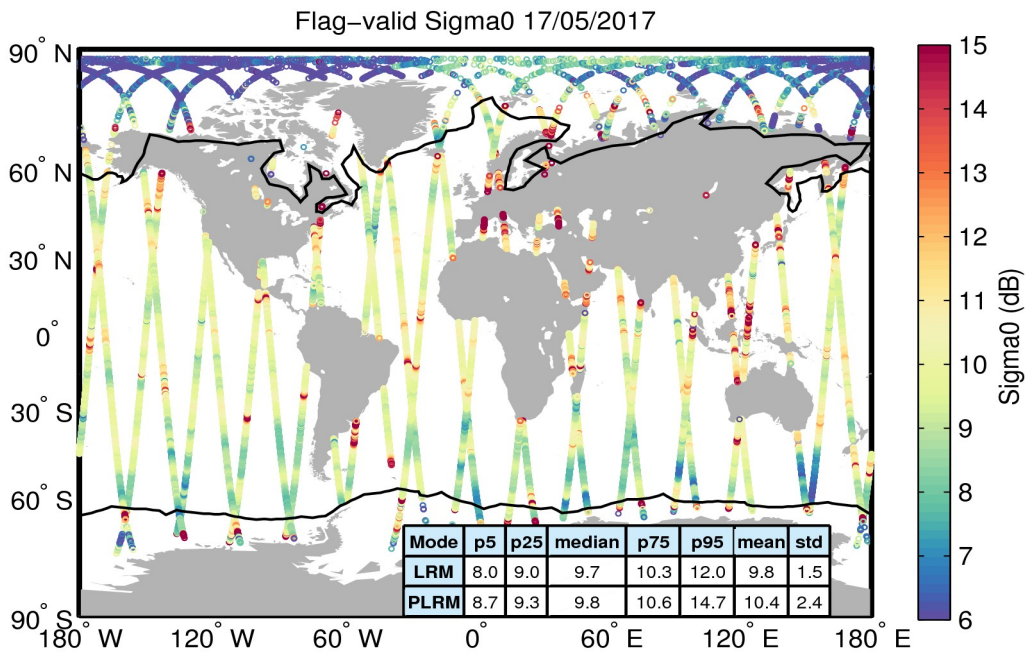 Flag−valid Sigma0 17/05/2017
90° N
60° N
30° N
0°
30° S
60° S
90° S
180° W
120° W
60° W
0°
60° E
120° E
180° E
Mode p5 p25 median p75 p95 mean std
LRM 8.0 9.0 9.7 10.3 12.0 9.8 1.5
PLRM 8.7 9.3 9.8 10.6 14.7 10.4 2.4
15
14
13
12
11
10
9
8
7
6
Sigma0 (dB)